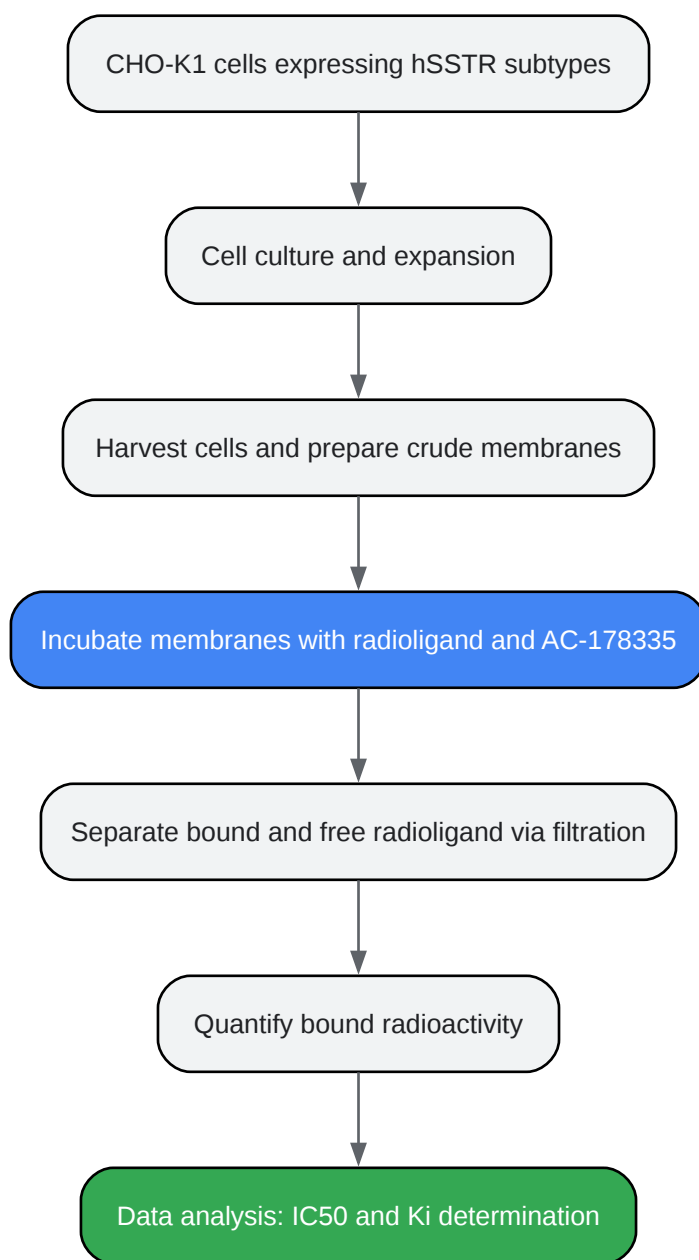 CHO-K1 cells expressing hSSTR subtypes
Cell culture and expansion
Harvest cells and prepare crude membranes
Incubate membranes with radioligand and AC-178335
Separate bound and free radioligand via filtration
Quantify bound radioactivity
Data analysis: IC50 and Ki determination